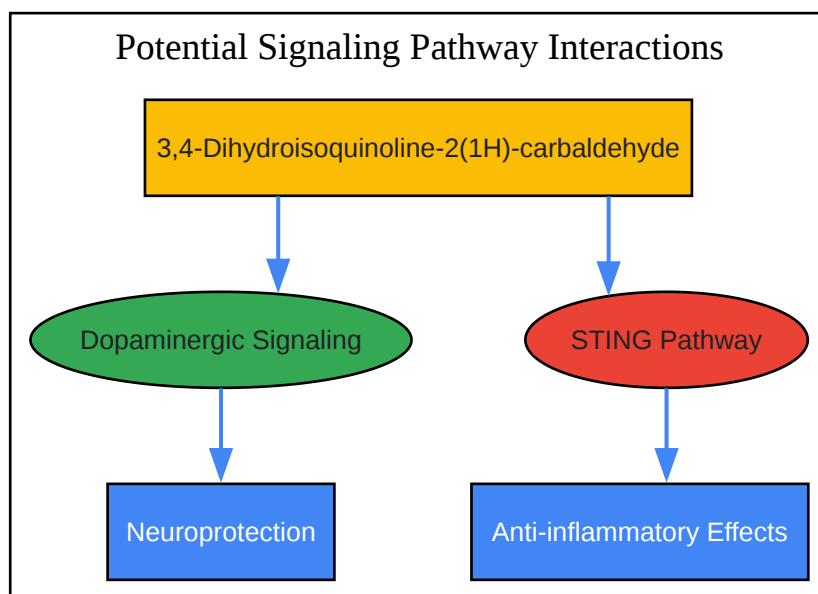 Potential Signaling Pathway Interactions
3,4-Dihydroisoquinoline-2(1H)-carbaldehyde
Dopaminergic Signaling
STING Pathway
Neuroprotection
Anti-inflammatory Effects